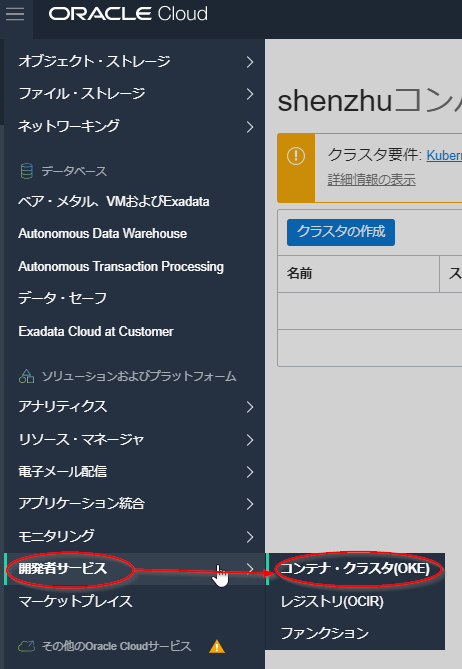 ORACLE Cloud
オブジェクト・ストレージ
ファイル・ストレージ
ネットワーキング
データベース
ベア・メタル、VMおよびExadata
Autonomous Data Warehouse
Autonomous Transaction Processing
データ・セーフ
Exadata Cloud at Customer
ソリューションおよびプラットフォーム
アナリティクス
リソース・マネージャ
電子メール配信
アプリケーション統合
モニタリング
開発者サービス
マーケットプレイス
その他のOracle Cloudサービス
コンテナ・クラスタ(OKE)
レジストリ(OCIR)
ファンクション
shenzhuコン
クラスタ要件: Kuber
詳細情報の表示
クラスタの作成
名前
ス